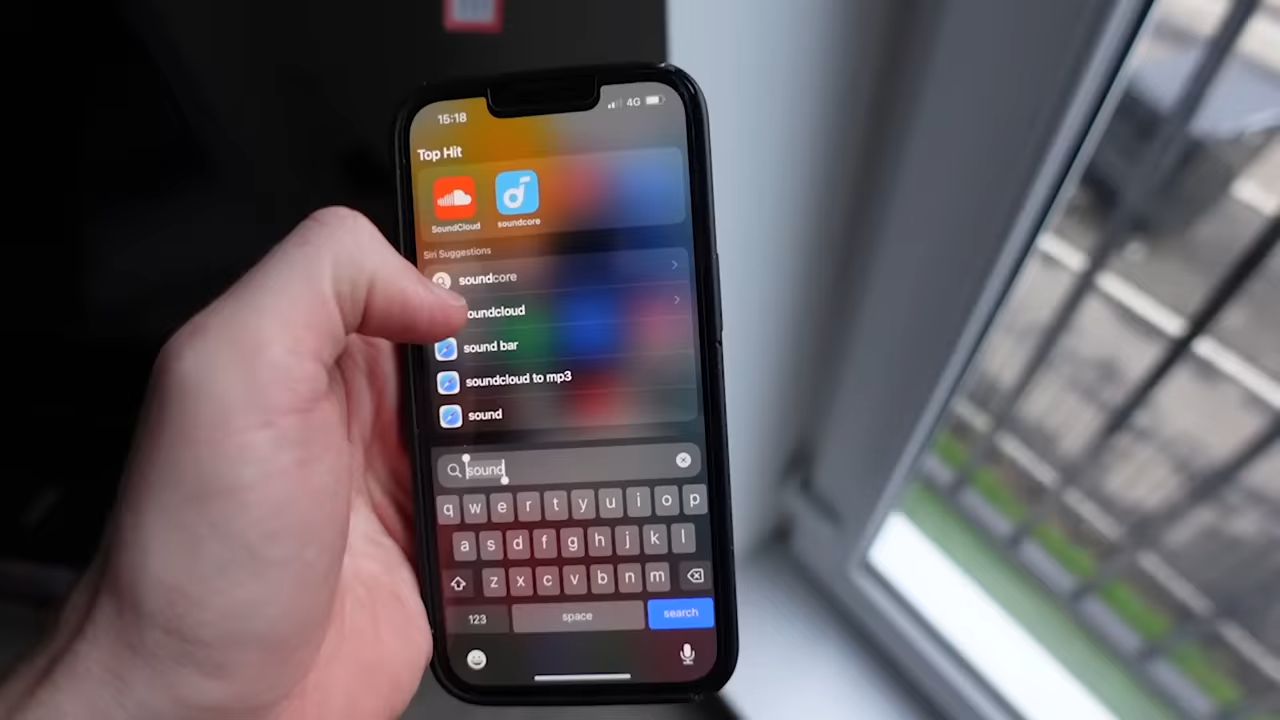 15:18
4G
Top Hit
SoundCloud
soundcore
Siri Suggestions
soundcore
oundcloud
sound bar
soundcloud to mp3
sound
sound
q w e r t y u i o p
a s d f g h j k l
z x c v b n m
123
space
search